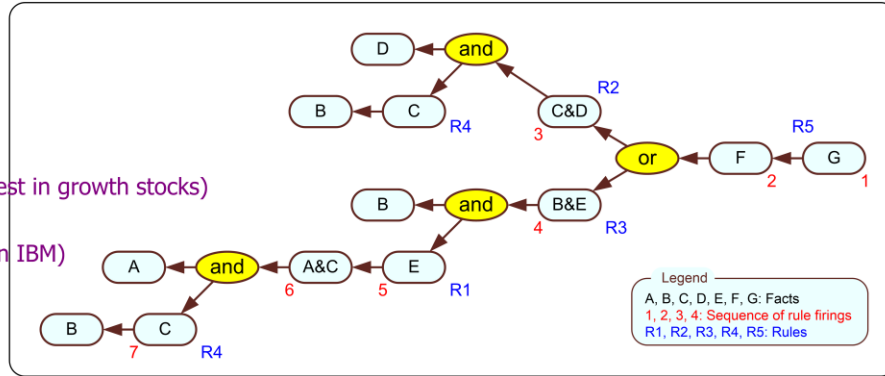 D
and
R2
B
C
R4
C&D
3
R5
or
F
2
G
1
est in growth stocks)
B
and
B&E
4
R3
n IBM)
A
and
A&C
6
E
5
R1
B
C
7
R4
Legend
A, B, C, D, E, F, G: Facts
1, 2, 3, 4: Sequence of rule firings
R1, R2, R3, R4, R5: Rules